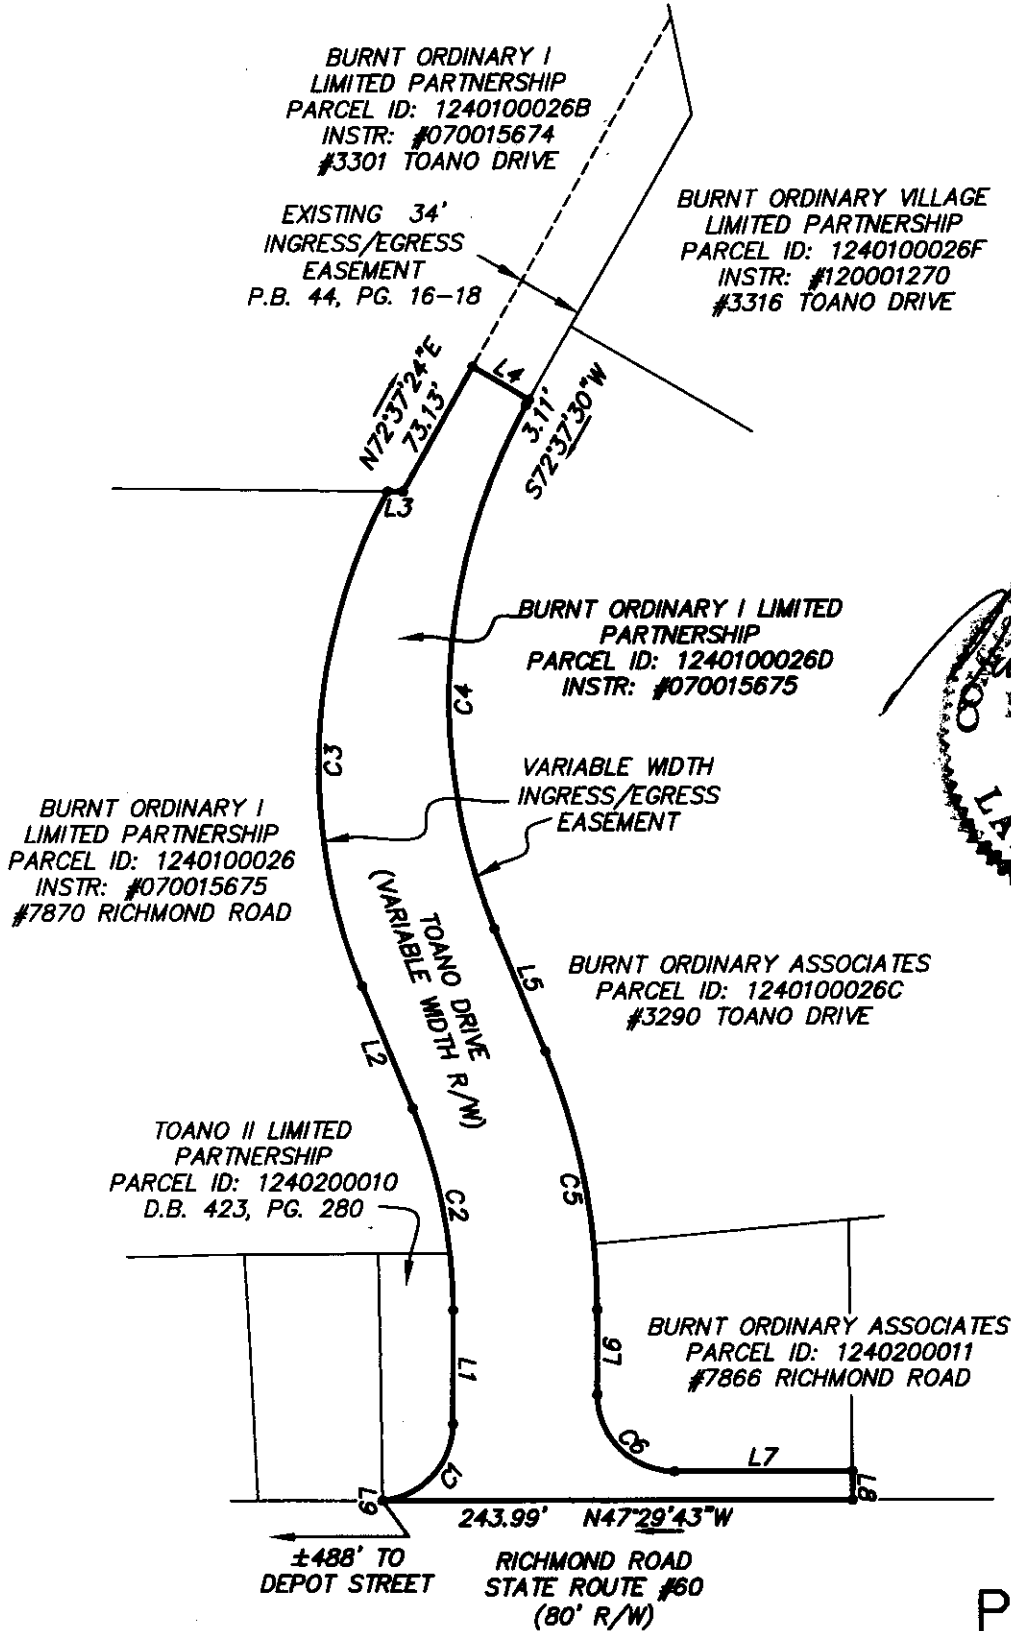 BURNT ORDINARY I
LIMITED PARTNERSHIP
PARCEL ID: 1240100026B
INSTR: #070015674
#3301 TOANO DRIVE
BURNT ORDINARY VILLAGE
LIMITED PARTNERSHIP
PARCEL ID: 1240100026F
INSTR: #120001270
#3316 TOANO DRIVE
EXISTING 34'
INGRESS/EGRESS
EASEMENT
P.B. 44, PG. 16-18
N72°37'24"E
73.13'
L4
3.11'
S72°37'30"W
L3
BURNT ORDINARY I LIMITED
PARTNERSHIP
PARCEL ID: 1240100026D
INSTR: #070015675
C4
C3
VARIABLE WIDTH
INGRESS/EGRESS
EASEMENT
BURNT ORDINARY I
LIMITED PARTNERSHIP
PARCEL ID: 1240100026
INSTR: #070015675
#7870 RICHMOND ROAD
TOANO DRIVE
(VARIABLE WIDTH R/W)
L5
BURNT ORDINARY ASSOCIATES
PARCEL ID: 1240100026C
#3290 TOANO DRIVE
L2
TOANO II LIMITED
PARTNERSHIP
PARCEL ID: 1240200010
D.B. 423, PG. 280
C2
C5
BURNT ORDINARY ASSOCIATES
PARCEL ID: 1240200011
#7866 RICHMOND ROAD
L1
L6
C1
C6
L7
L8
L9
243.99' N47°29'43"W
±488' TO
DEPOT STREET
RICHMOND ROAD
STATE ROUTE #60
(80' R/W)
P